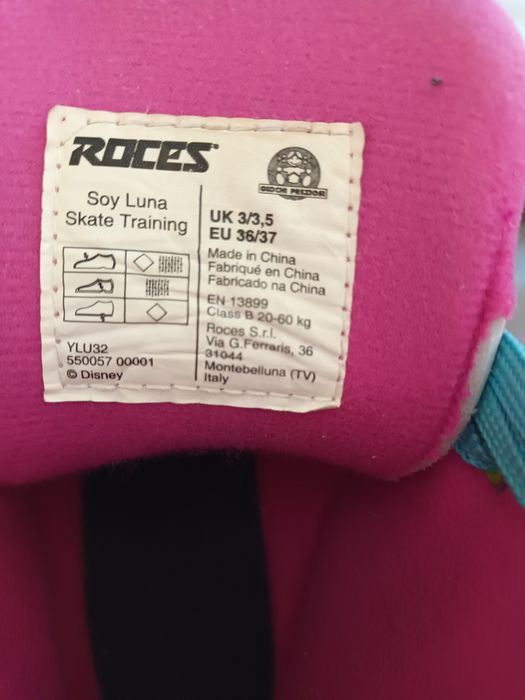 ROCES
Soy Luna
Skate Training
YLU32
550057 00001
© Disney
GIOCHI PREZIOSI
UK 3/3,5
EU 36/37
Made in China
Fabriqué en China
Fabricado na China
EN 13899
Class B 20-60 kg
Roces S.r.l.
Via G.Ferraris, 36
31044
Montebelluna (TV)
Italy